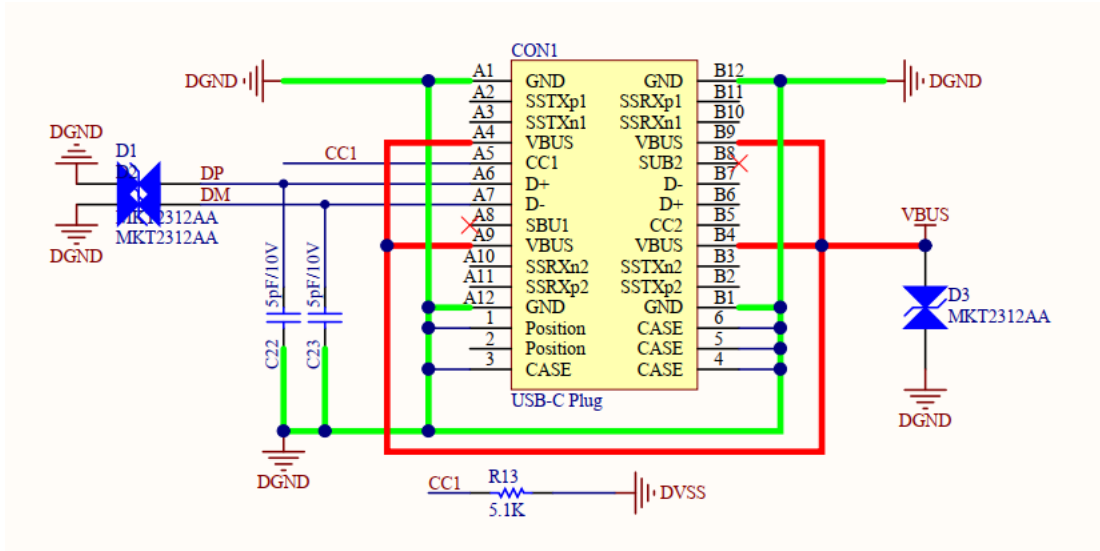 CON1
DGND
A1 GND GND B12
DGND
A2 SSTXp1 SSRXp1 B11
A3 SSTXn1 SSRXn1 B10
DGND
A4 VBUS VBUS B9
D1
CC1
A5 CC1 SUB2 B8
DP
A6 D+ D- B7
DM
A7 D- D+ B6
MKT2312AA
A8 SBU1 CC2 B5
VBUS
MKT2312AA
A9 VBUS VBUS B4
DGND
A10 SSRXn2 SSTXn2 B3
A11 SSRXp2 SSTXp2 B2
5pF/10V
5pF/10V
A12 GND GND B1
D3
MKT2312AA
1 Position CASE 6
2 Position CASE 5
3 CASE CASE 4
C22
C23
USB-C Plug
DGND
DGND
CC1
R13
5.1K
DVSS